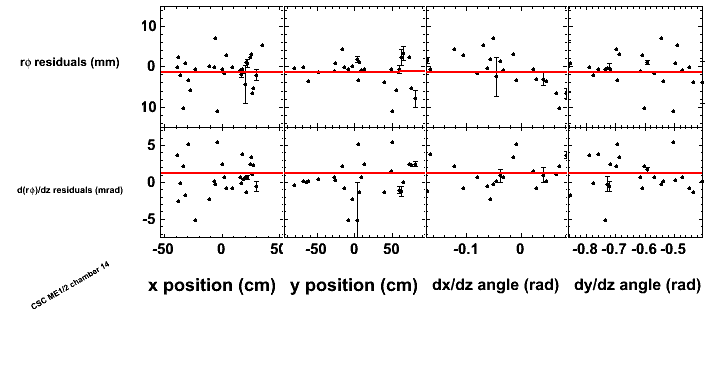 10
0
10
rϕ residuals (mm)
5
0
-5
d(rϕ)/dz residuals (mrad)
-50 0 50
-50 0 50
-0.1 0
-0.8 -0.7 -0.6 -0.5
x position (cm)
y position (cm)
dx/dz angle (rad)
dy/dz angle (rad)
CSC ME1/2 chamber 14